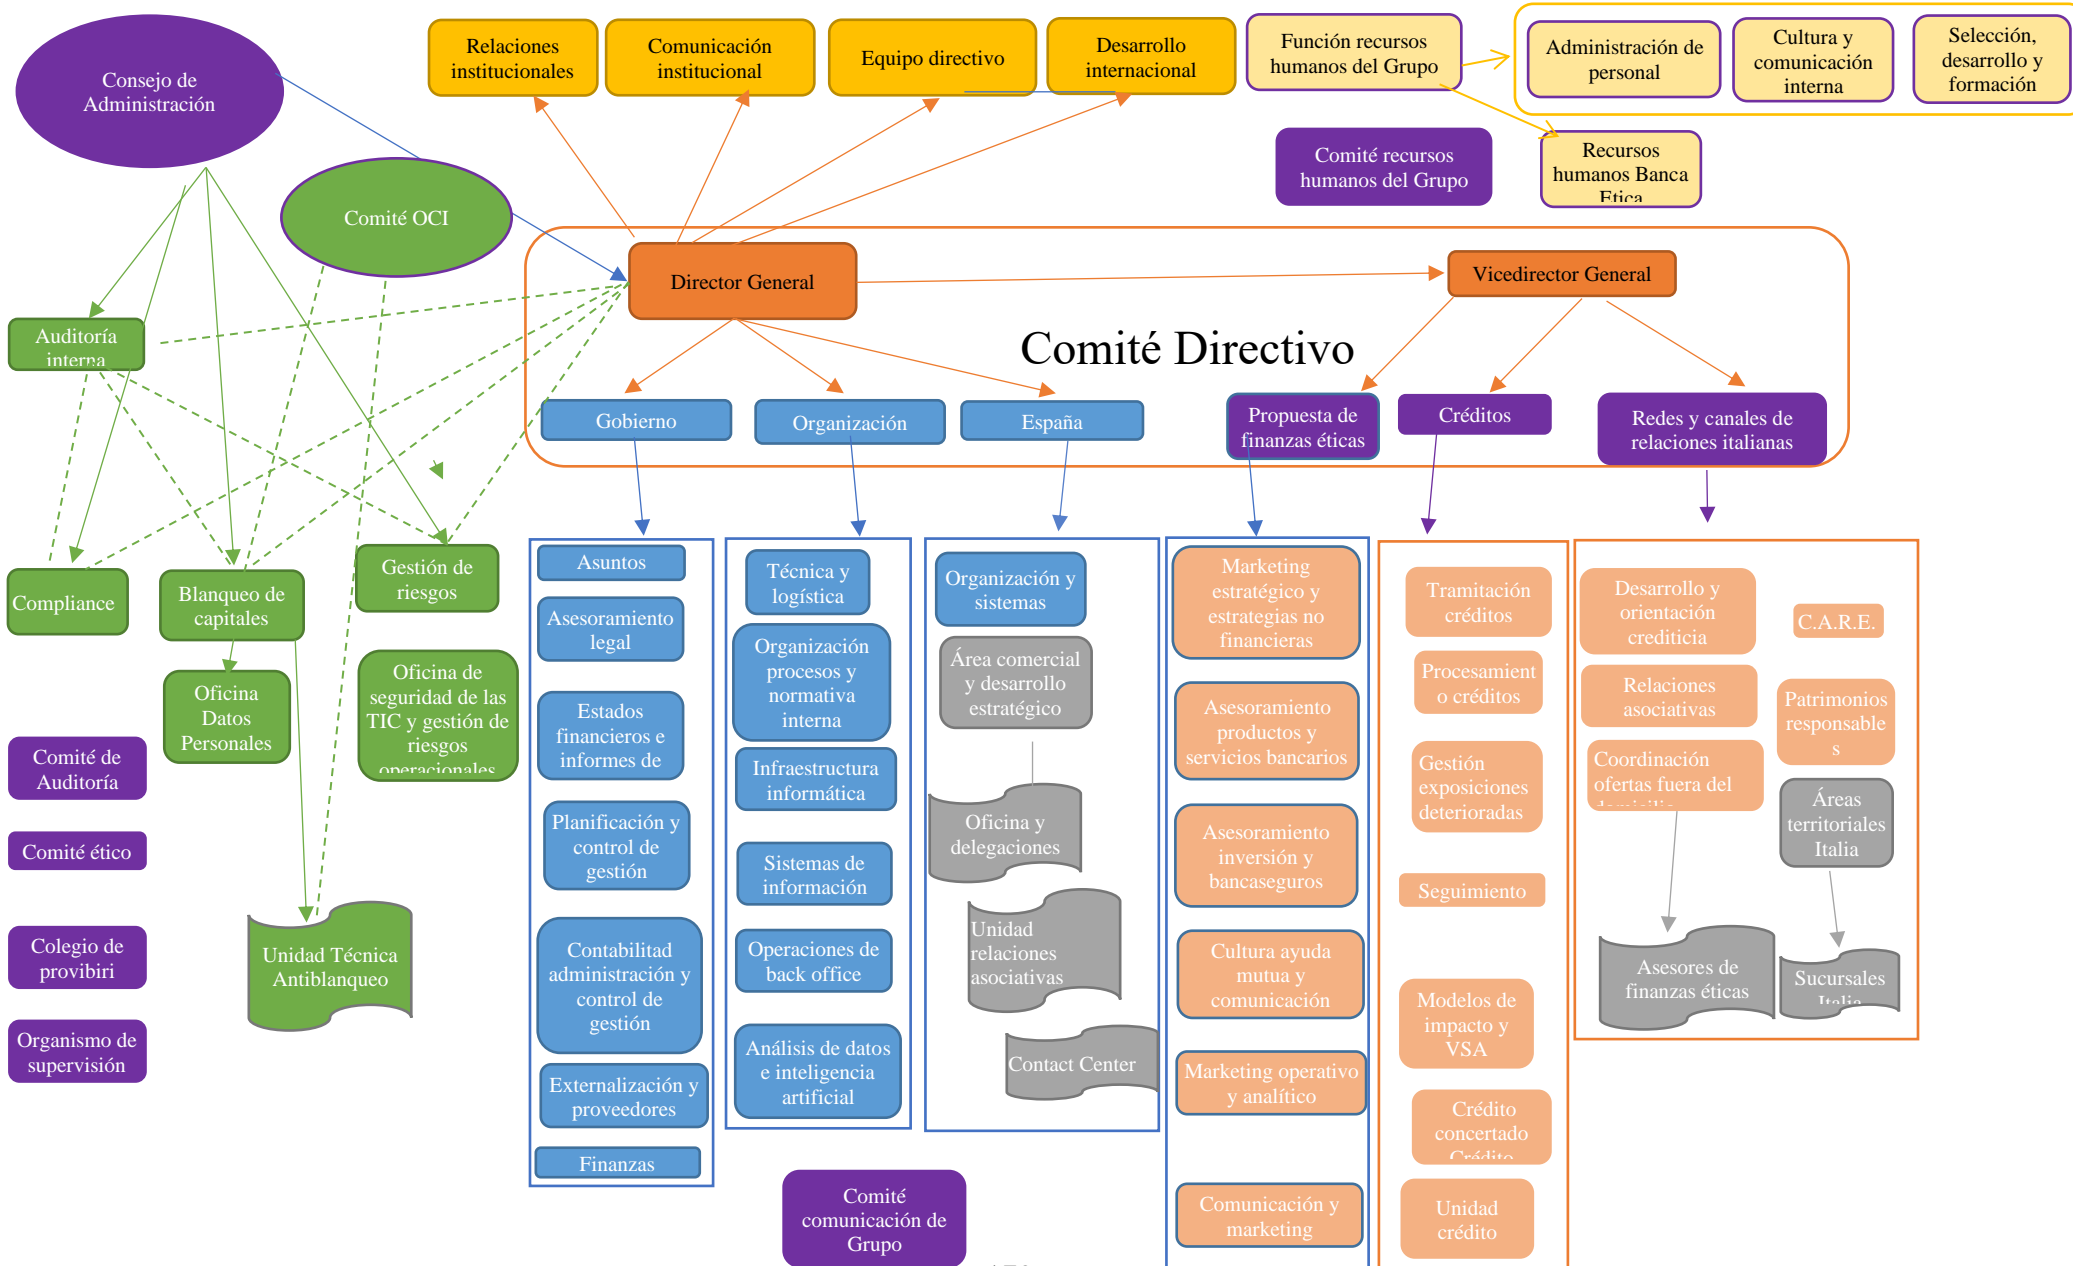 Consejo de
Administración
Relaciones
institucionales
Comunicación
institucional
Equipo directivo
Desarrollo
internacional
Función recursos
humanos del Grupo
Administración de
personal
Cultura y
comunicación
interna
Selección,
desarrollo y
formación
Comité recursos
humanos del Grupo
Recursos
humanos Banca
Etica
Comité OCI
Director General
Vicedirector General
Comité Directivo
Auditoría
interna
Gobierno
Organización
España
Propuesta de
finanzas éticas
Créditos
Redes y canales de
relaciones italianas
Compliance
Blanqueo de
capitales
Gestión de
riesgos
Oficina
Datos
Personales
Oficina de
seguridad de las
TIC y gestión de
riesgos
operacionales
Comité de
Auditoría
Comité ético
Colegio de
provibiri
Organismo de
supervisión
Unidad Técnica
Antiblanqueo
Asuntos
Asesoramiento
legal
Estados
financieros e
informes de
Planificación y
control de
gestión
Contabilitad
administración y
control de
gestión
Externalización y
proveedores
Finanzas
Técnica y
logística
Organización
procesos y
normativa
interna
Infraestructura
informática
Sistemas de
información
Operaciones de
back office
Análisis de datos
e inteligencia
artificial
Organización y
sistemas
Área comercial
y desarrollo
estratégico
Oficina y
delegaciones
Unidad
relaciones
asociativas
Contact Center
Marketing
estratégico y
estrategias no
financieras
Asesoramiento
productos y
servicios bancarios
Asesoramiento
inversión y
bancaseguros
Cultura ayuda
mutua y
comunicación
Marketing operativo
y analítico
Comunicación y
marketing
Tramitación
créditos
Procesamient
o créditos
Gestión
exposiciones
deterioradas
Seguimiento
Modelos de
impacto y
VSA
Crédito
concertado
Crédito
Unidad
crédito
Desarrollo y
orientación
crediticia
Relaciones
asociativas
Coordinación
ofertas fuera del
domicilio
C.A.R.E.
Patrimonios
responsable
s
Áreas
territoriales
Italia
Asesores de
finanzas éticas
Sucursales
Italia
Comité
comunicación de
Grupo